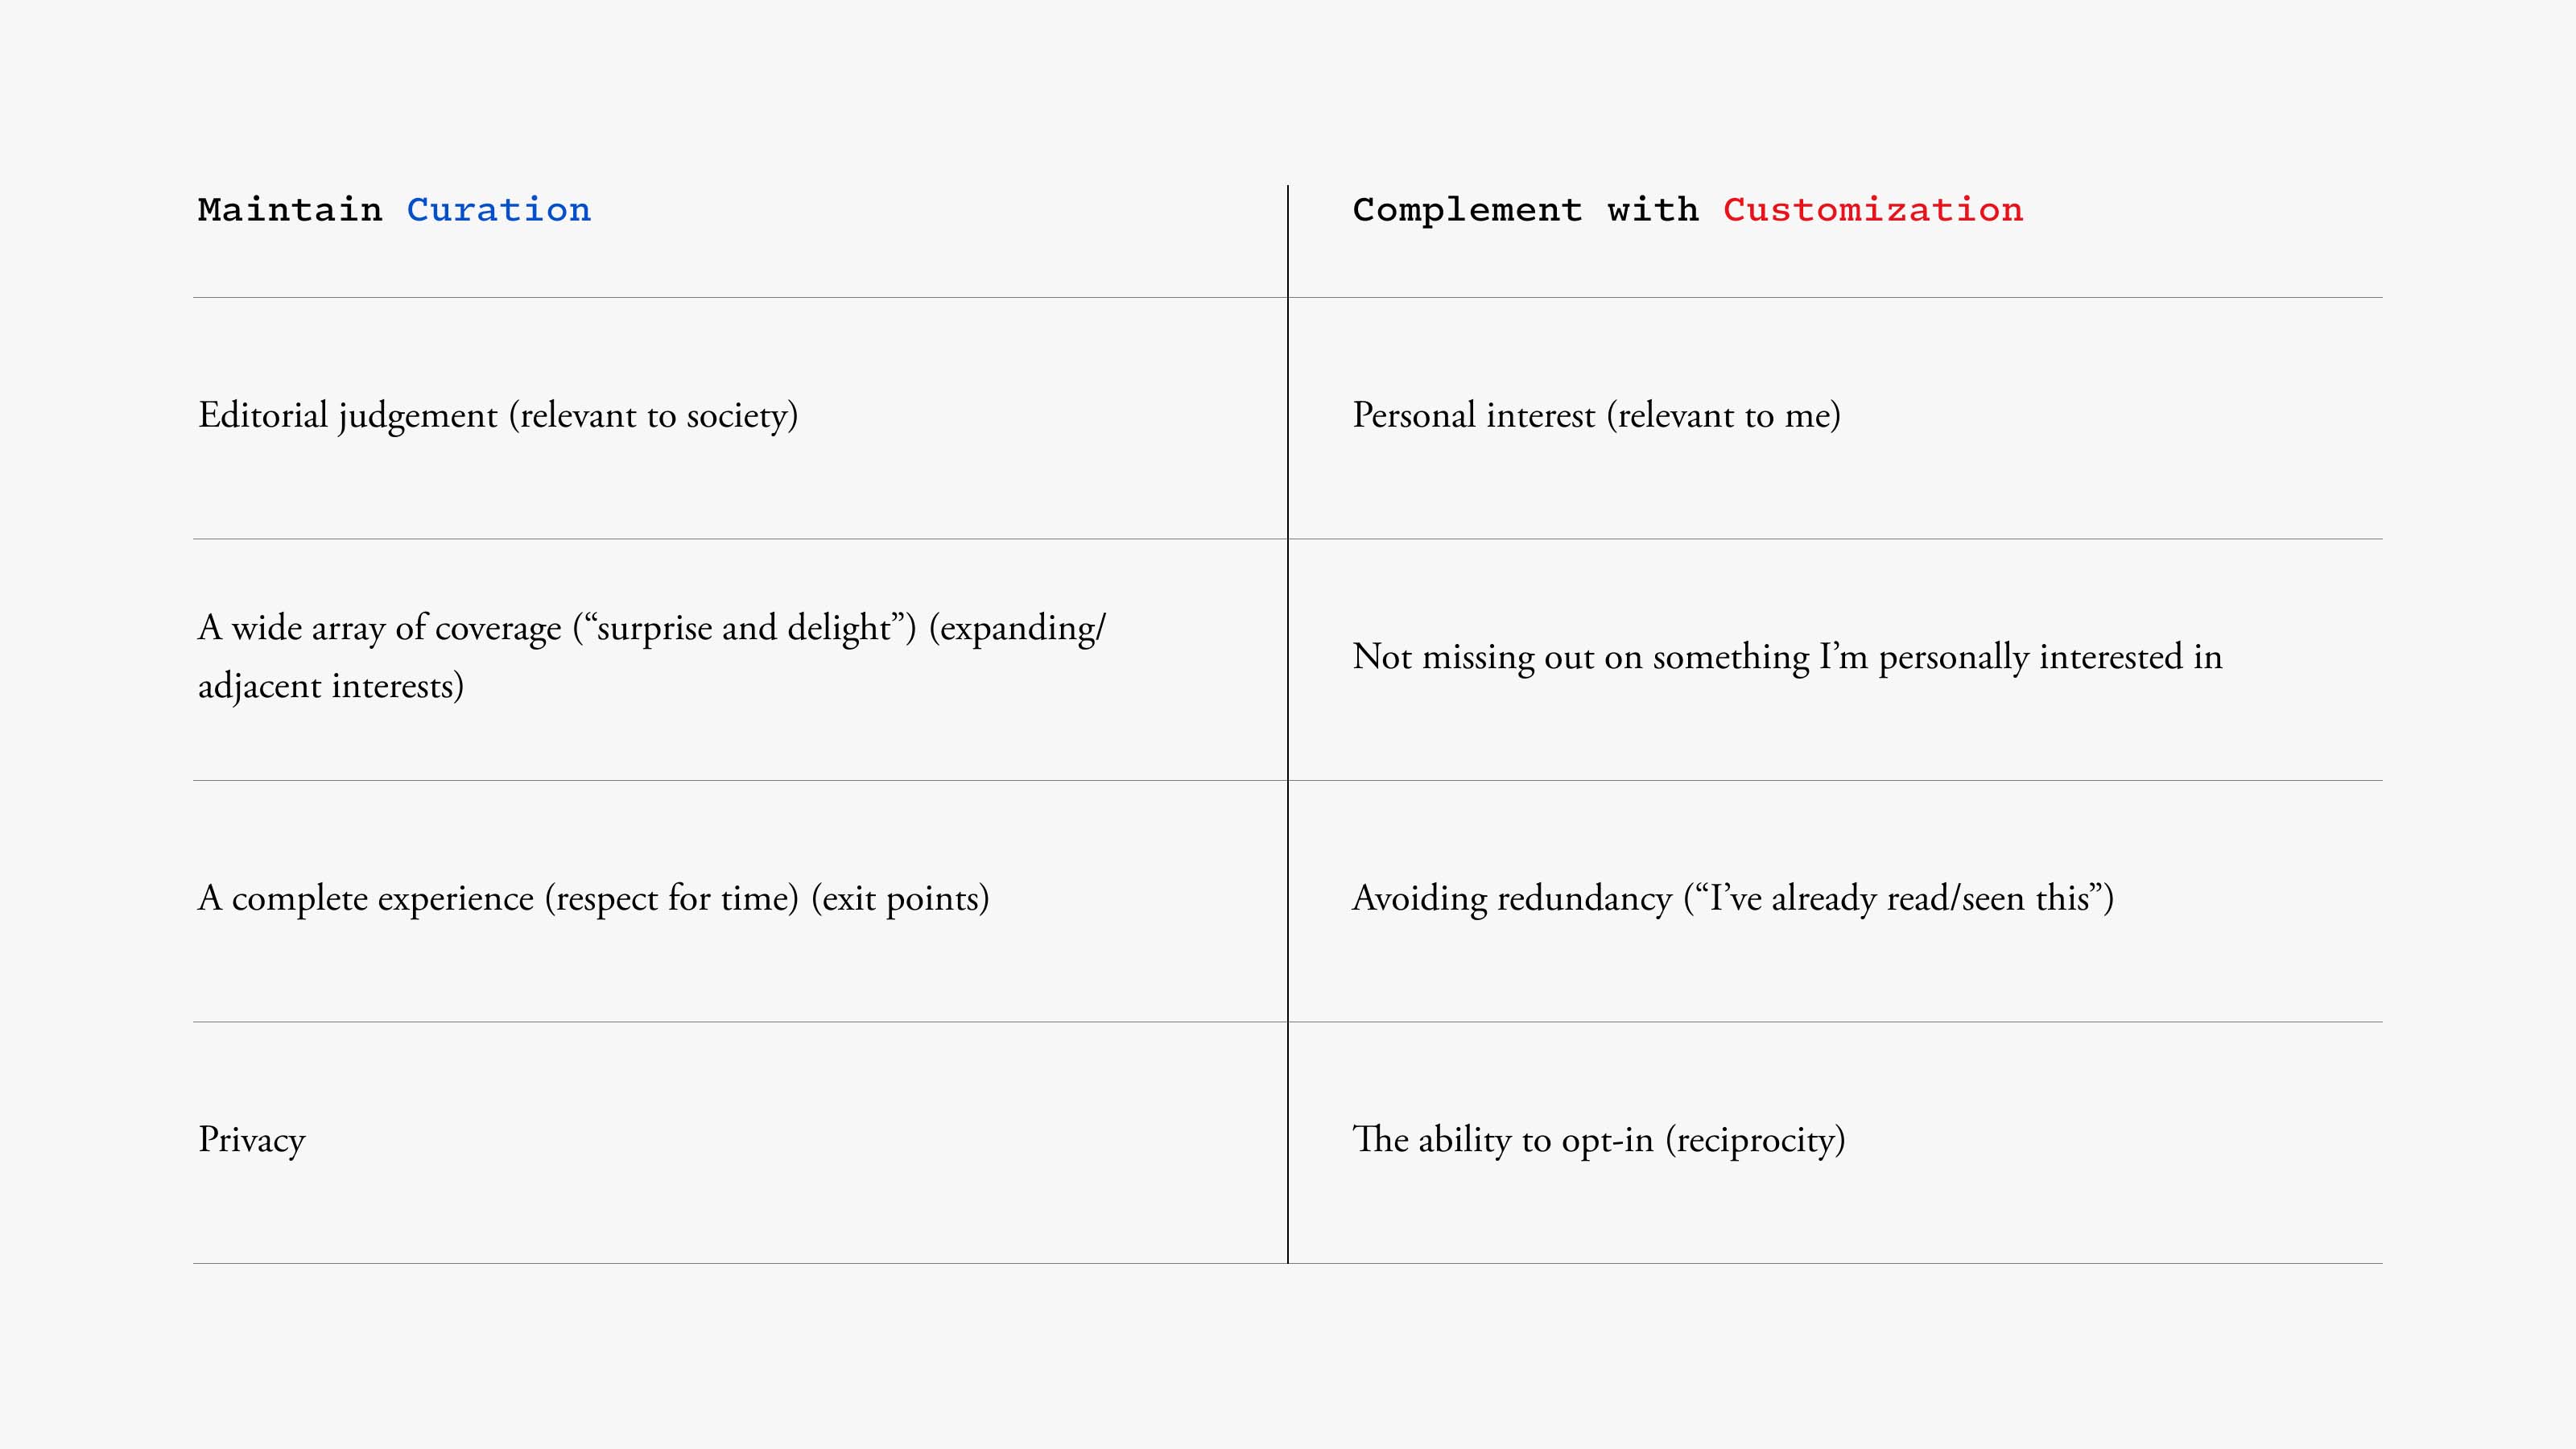 Maintain Curation
Complement with Customization
Editorial judgement (relevant to society)
Personal interest (relevant to me)
A wide array of coverage (“surprise and delight”) (expanding/
adjacent interests)
Not missing out on something I’m personally interested in
A complete experience (respect for time) (exit points)
Avoiding redundancy (“I’ve already read/seen this”)
Privacy
The ability to opt-in (reciprocity)